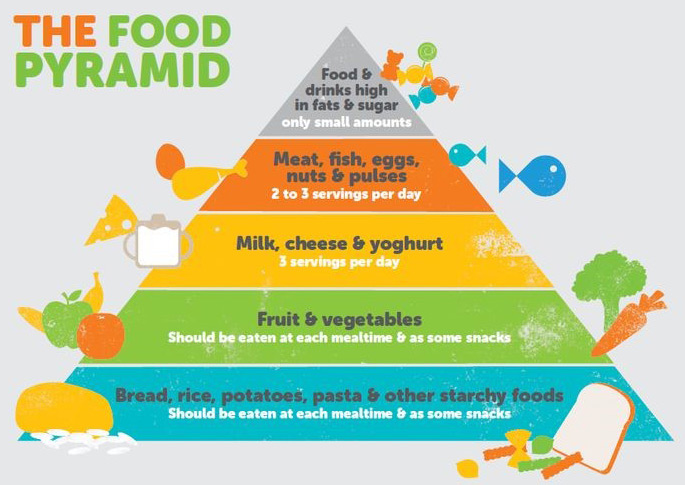 THE FOOD
PYRAMID
Food &
drinks high
in fats & sugar
only small amounts
Meat, fish, eggs,
nuts & pulses
2 to 3 servings per day
Milk, cheese & yoghurt
3 servings per day
Fruit & vegetables
Should be eaten at each mealtime & as some snacks
Bread, rice, potatoes, pasta & other starchy foods
Should be eaten at each mealtime & as some snacks